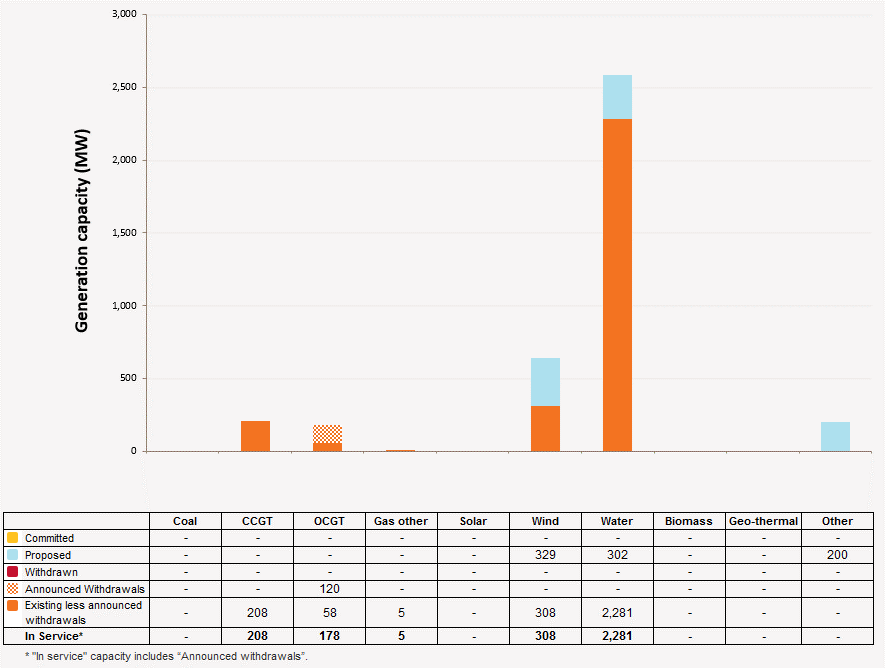 3,000
2,500
2,000
1,500
1,000
500
0
Generation capacity (MW)
Coal CCGT OCGT Gas other Solar Wind Water Biomass Geo-thermal Other
Committed - - - - - - - - - -
Proposed - - - - - 329 302 - - 200
Withdrawn - - - - - - - - - -
Announced Withdrawals - - 120 - - - - - - -
Existing less announced
withdrawals - 208 58 5 - 308 2,281 - - -
In Service* - 208 178 5 - 308 2,281 - - -
* "In service" capacity includes “Announced withdrawals”.